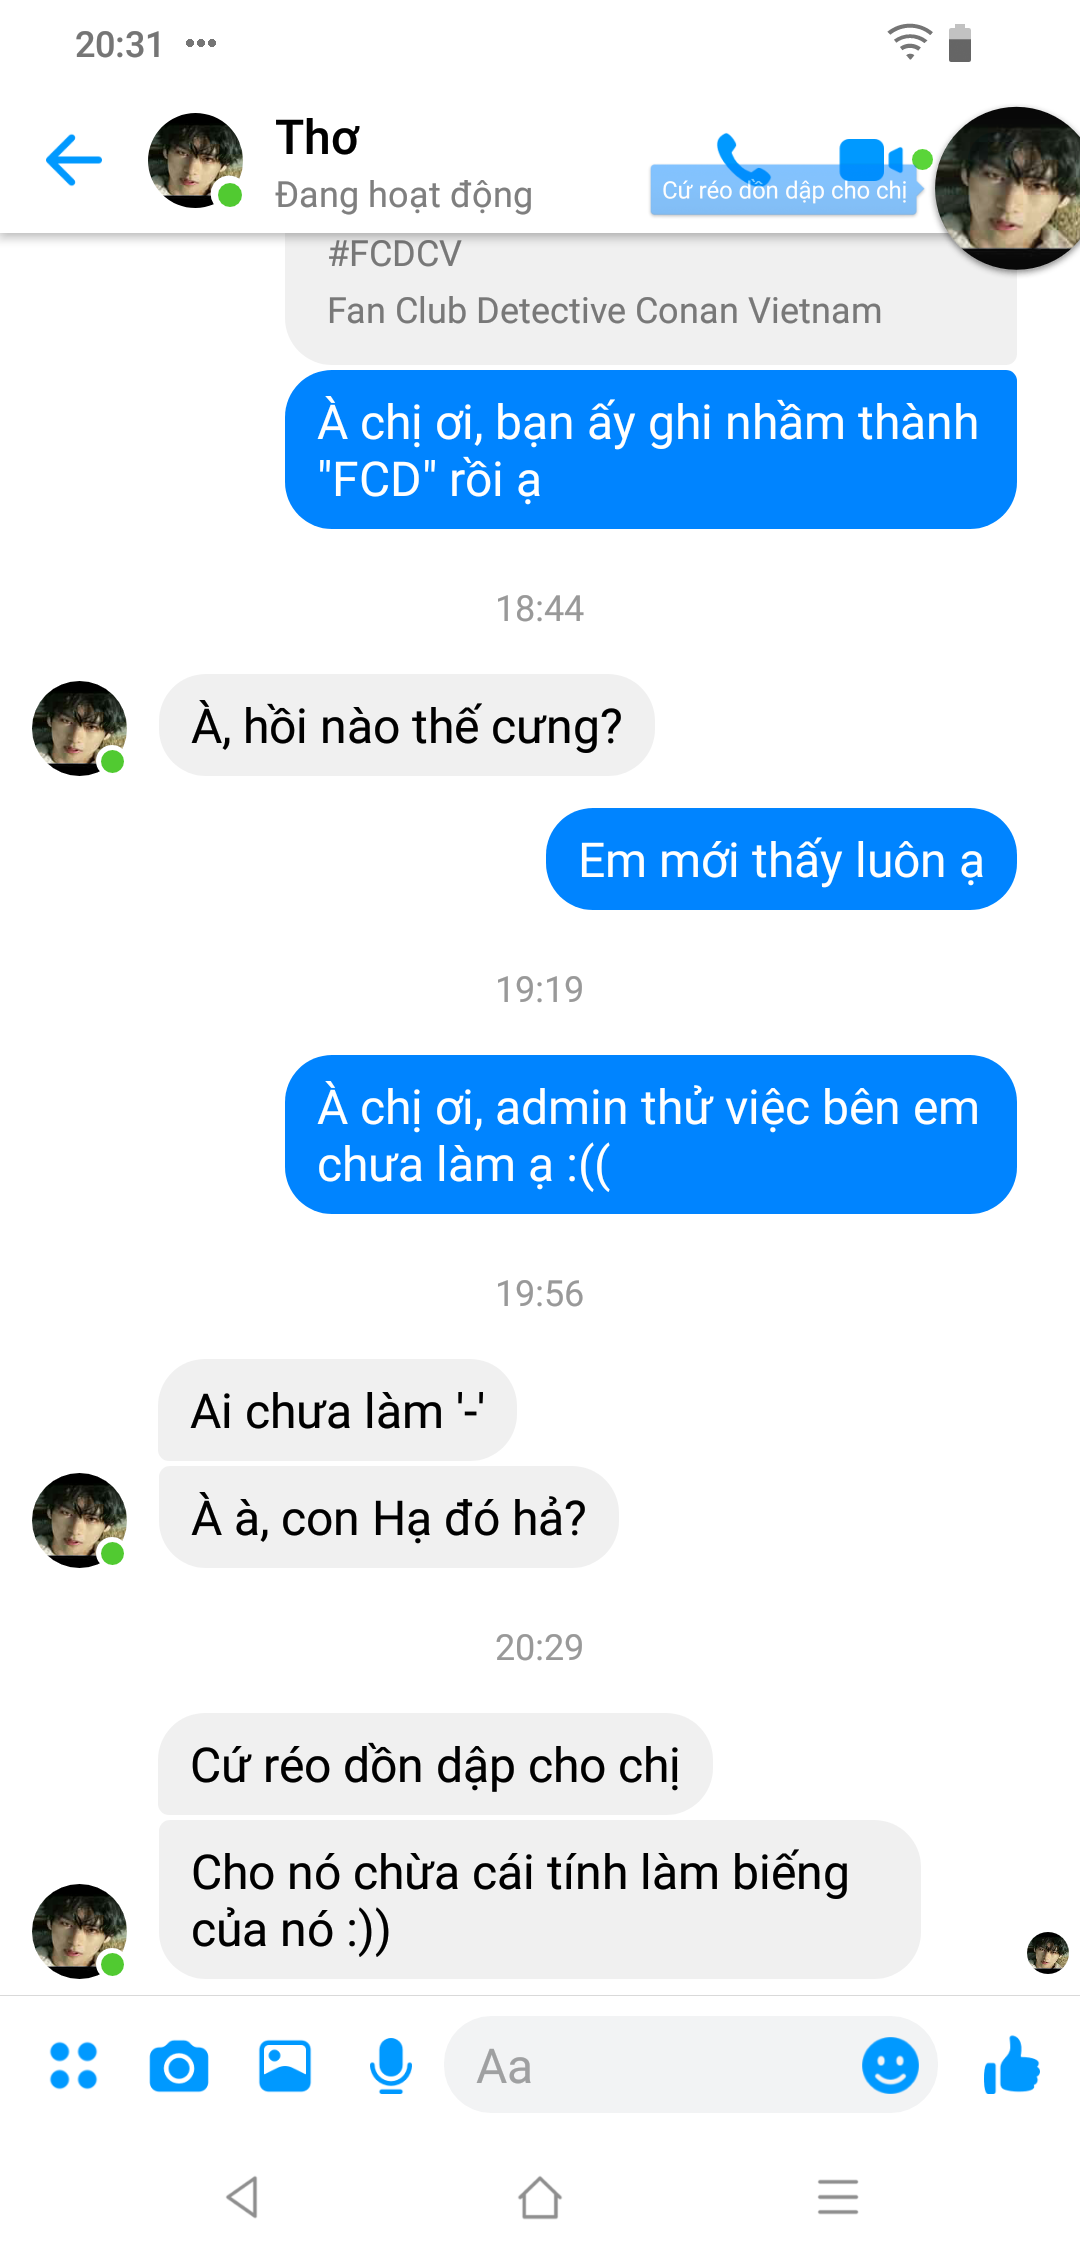 20:31
Thơ
Đang hoạt động
Cứ réo dồn dập cho chị
#FCDCV
Fan Club Detective Conan Vietnam
À chị ơi, bạn ấy ghi nhầm thành
"FCD" rồi ạ
18:44
À, hồi nào thế cưng?
Em mới thấy luôn ạ
19:19
À chị ơi, admin thử việc bên em
chưa làm ạ :((
19:56
Ai chưa làm '-'
À à, con Hạ đó hả?
20:29
Cứ réo dồn dập cho chị
Cho nó chừa cái tính làm biếng
của nó :))
Aa